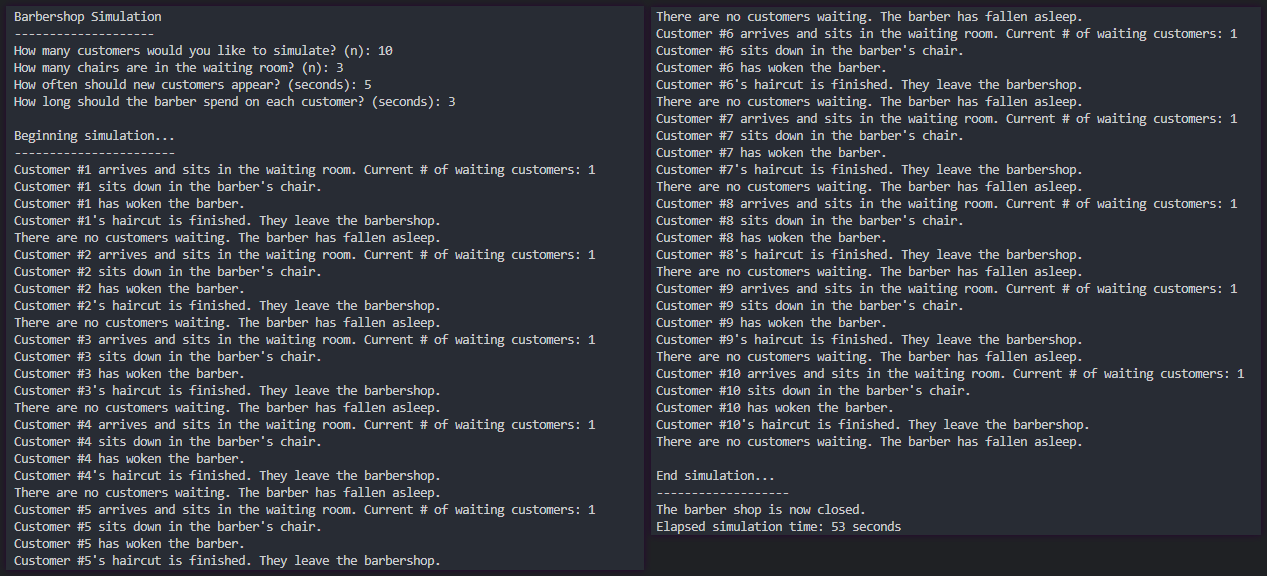 Barbershop Simulation
--------------------
How many customers would you like to simulate? (n): 10
How many chairs are in the waiting room? (n): 3
How often should new customers appear? (seconds): 5
How long should the barber spend on each customer? (seconds): 3
Beginning simulation...
-----------------------
Customer #1 arrives and sits in the waiting room. Current # of waiting customers: 1
Customer #1 sits down in the barber's chair.
Customer #1 has woken the barber.
Customer #1's haircut is finished. They leave the barbershop.
There are no customers waiting. The barber has fallen asleep.
Customer #2 arrives and sits in the waiting room. Current # of waiting customers: 1
Customer #2 sits down in the barber's chair.
Customer #2 has woken the barber.
Customer #2's haircut is finished. They leave the barbershop.
There are no customers waiting. The barber has fallen asleep.
Customer #3 arrives and sits in the waiting room. Current # of waiting customers: 1
Customer #3 sits down in the barber's chair.
Customer #3 has woken the barber.
Customer #3's haircut is finished. They leave the barbershop.
There are no customers waiting. The barber has fallen asleep.
Customer #4 arrives and sits in the waiting room. Current # of waiting customers: 1
Customer #4 sits down in the barber's chair.
Customer #4 has woken the barber.
Customer #4's haircut is finished. They leave the barbershop.
There are no customers waiting. The barber has fallen asleep.
Customer #5 arrives and sits in the waiting room. Current # of waiting customers: 1
Customer #5 sits down in the barber's chair.
Customer #5 has woken the barber.
Customer #5's haircut is finished. They leave the barbershop.
There are no customers waiting. The barber has fallen asleep.
Customer #6 arrives and sits in the waiting room. Current # of waiting customers: 1
Customer #6 sits down in the barber's chair.
Customer #6 has woken the barber.
Customer #6's haircut is finished. They leave the barbershop.
There are no customers waiting. The barber has fallen asleep.
Customer #7 arrives and sits in the waiting room. Current # of waiting customers: 1
Customer #7 sits down in the barber's chair.
Customer #7 has woken the barber.
Customer #7's haircut is finished. They leave the barbershop.
There are no customers waiting. The barber has fallen asleep.
Customer #8 arrives and sits in the waiting room. Current # of waiting customers: 1
Customer #8 sits down in the barber's chair.
Customer #8 has woken the barber.
Customer #8's haircut is finished. They leave the barbershop.
There are no customers waiting. The barber has fallen asleep.
Customer #9 arrives and sits in the waiting room. Current # of waiting customers: 1
Customer #9 sits down in the barber's chair.
Customer #9 has woken the barber.
Customer #9's haircut is finished. They leave the barbershop.
There are no customers waiting. The barber has fallen asleep.
Customer #10 arrives and sits in the waiting room. Current # of waiting customers: 1
Customer #10 sits down in the barber's chair.
Customer #10 has woken the barber.
Customer #10's haircut is finished. They leave the barbershop.
There are no customers waiting. The barber has fallen asleep.
End simulation...
-------------------
The barber shop is now closed.
Elapsed simulation time: 53 seconds